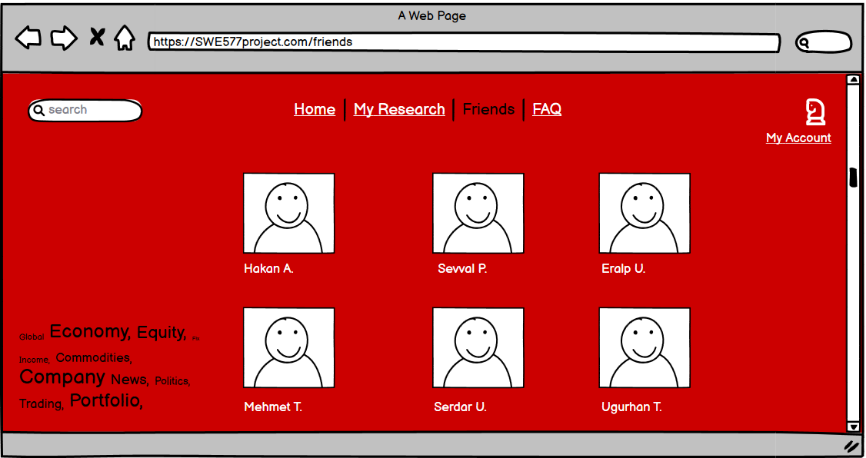 A Web Page
https://SWE577project.com/friends
search
Home My Research Friends FAQ
My Account
Hakan A. Sevval P. Eralp U.
Global Economy, Equity,
Income, Commodities,
Company News, Politics,
Trading, Portfolio,
Mehmet T. Serdar U. Ugurhan T.